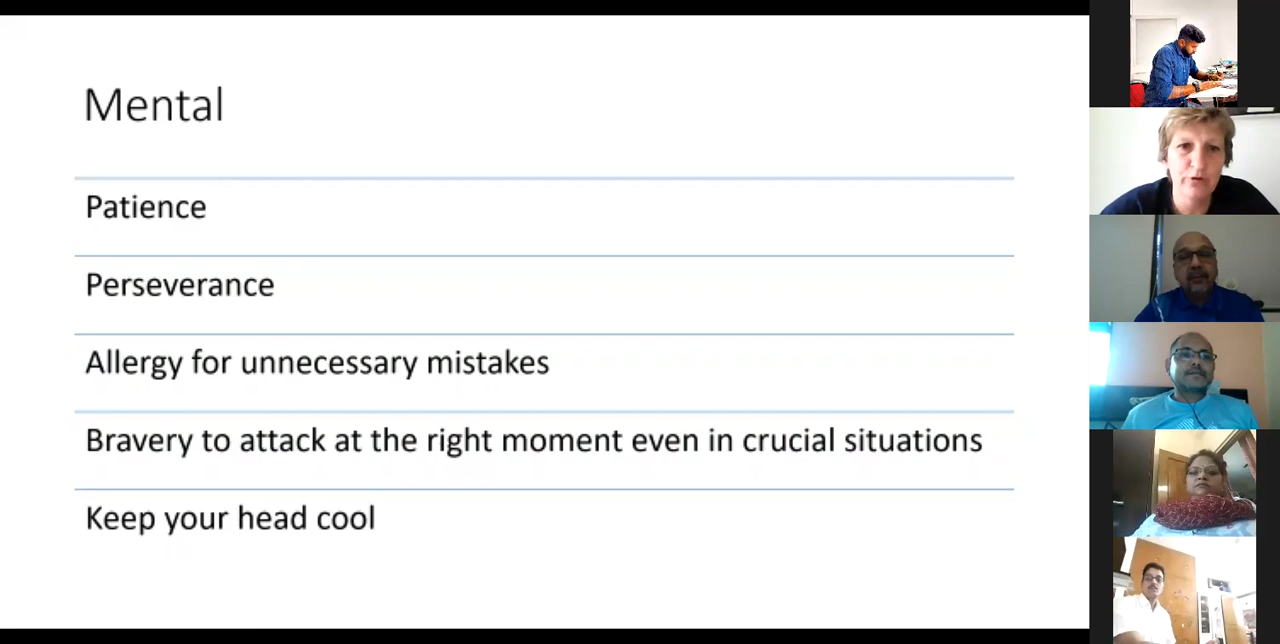 Mental
Patience
Perseverance
Allergy for unnecessary mistakes
Bravery to attack at the right moment even in crucial situations
Keep your head cool